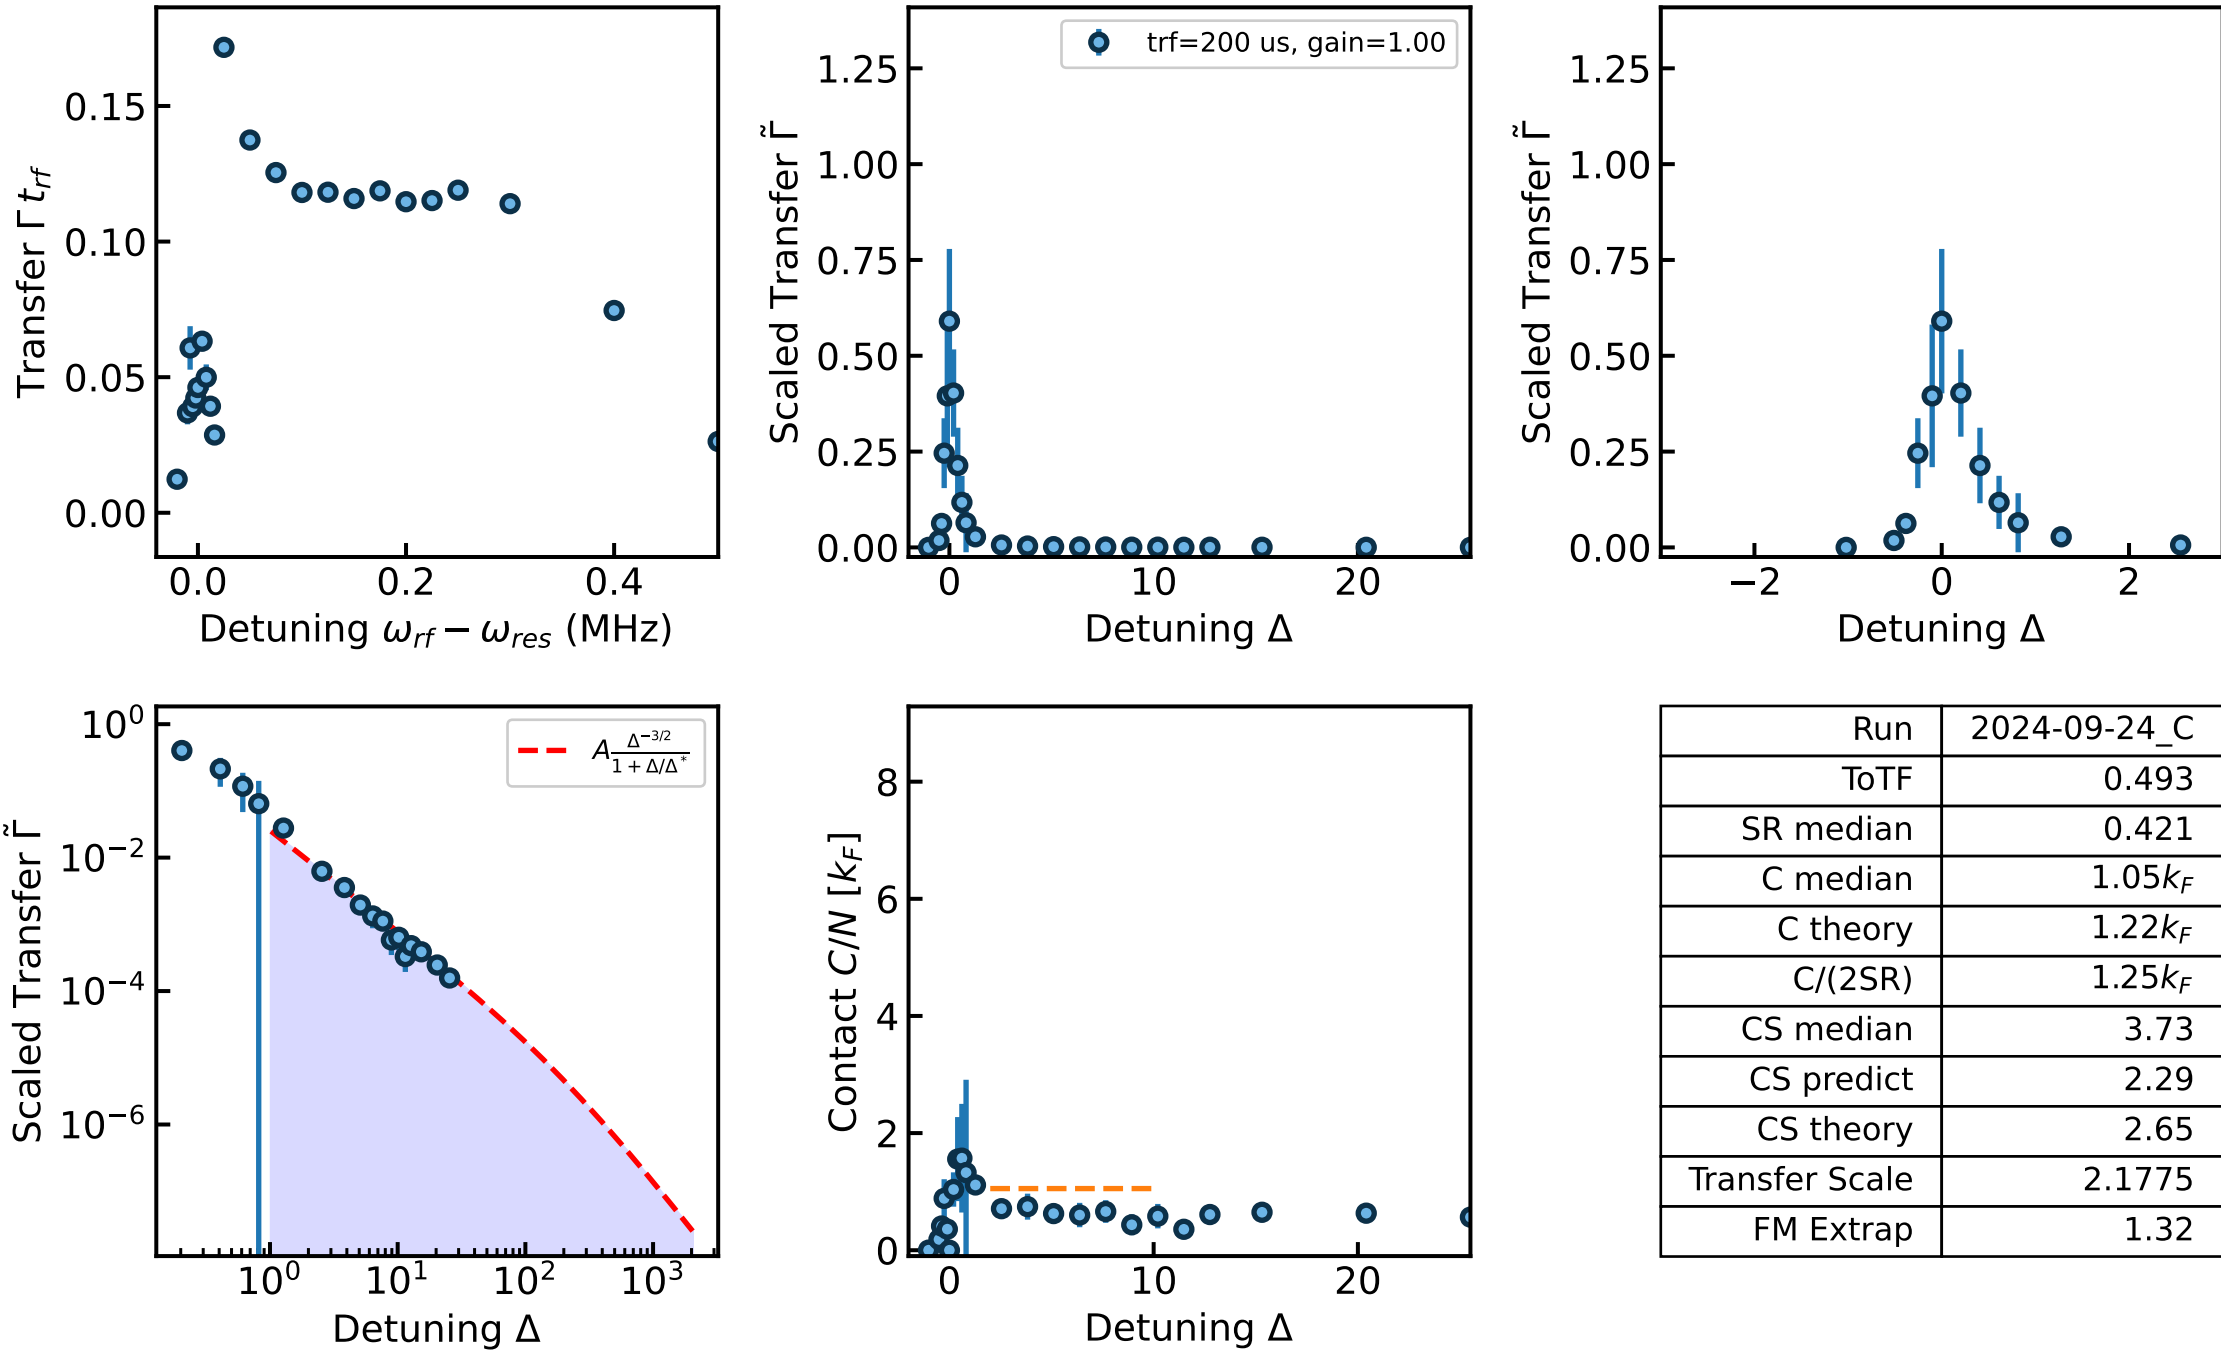 0.15
0.10
0.05
0.00
Transfer Γ t_rf
0.0 0.2 0.4
Detuning ω_rf − ω_res (MHz)
trf=200 us, gain=1.00
1.25
1.00
0.75
0.50
0.25
0.00
Scaled Transfer Γ̃
0 10 20
Detuning Δ
1.25
1.00
0.75
0.50
0.25
0.00
Scaled Transfer Γ̃
−2 0 2
Detuning Δ
A Δ^{−3/2} / (1 + Δ/Δ^*)
10^0
10^{−2}
10^{−4}
10^{−6}
Scaled Transfer Γ̃
10^0 10^1 10^2 10^3
Detuning Δ
8
6
4
2
0
Contact C/N [k_F]
0 10 20
Detuning Δ
Run 2024-09-24_C
ToTF 0.493
SR median 0.421
C median 1.05k_F
C theory 1.22k_F
C/(2SR) 1.25k_F
CS median 3.73
CS predict 2.29
CS theory 2.65
Transfer Scale 2.1775
FM Extrap 1.32